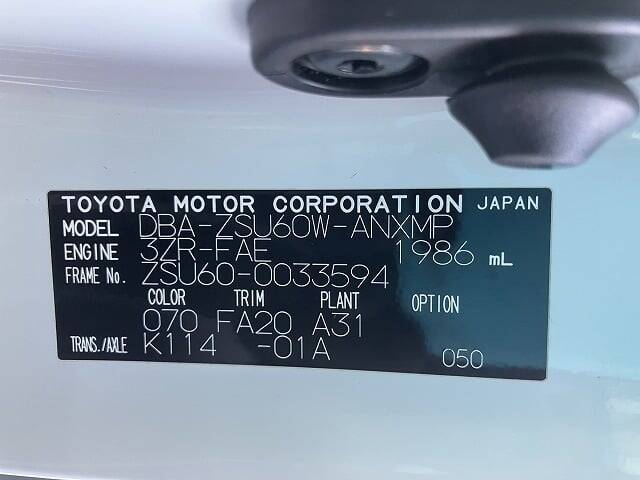 TOYOTA MOTOR CORPORATION JAPAN
MODEL DBA-ZSU60W-ANXMP
ENGINE 3ZR-FAE 1986 mL
FRAME No. ZSU60-0033594
COLOR TRIM PLANT OPTION
070 FA20 A31
TRANS./AXLE K114 -01A 050